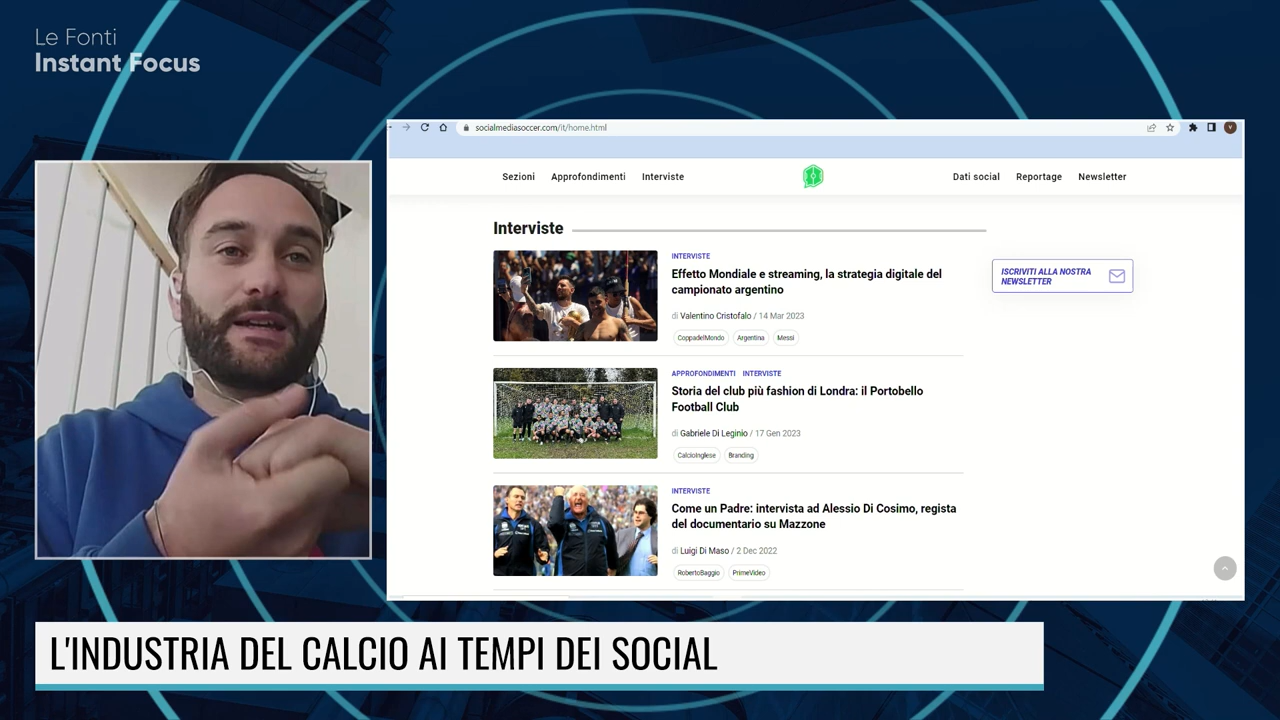 Le Fonti
Instant Focus
socialmediasoccer.com/it/home.html
V
Sezioni Approfondimenti Interviste
Dati social Reportage Newsletter
Interviste
INTERVISTE
Effetto Mondiale e streaming, la strategia digitale del
campionato argentino
di Valentino Cristofalo / 14 Mar 2023
CoppadelMondo Argentina Messi
ISCRIVITI ALLA NOSTRA
NEWSLETTER
APPROFONDIMENTI INTERVISTE
Storia del club più fashion di Londra: il Portobello
Football Club
di Gabriele Di Leginio / 17 Gen 2023
CalcioInglese Branding
INTERVISTE
Come un Padre: intervista ad Alessio Di Cosimo, regista
del documentario su Mazzone
di Luigi Di Maso / 2 Dec 2022
RobertoBaggio PrimeVideo
L'INDUSTRIA DEL CALCIO AI TEMPI DEI SOCIAL